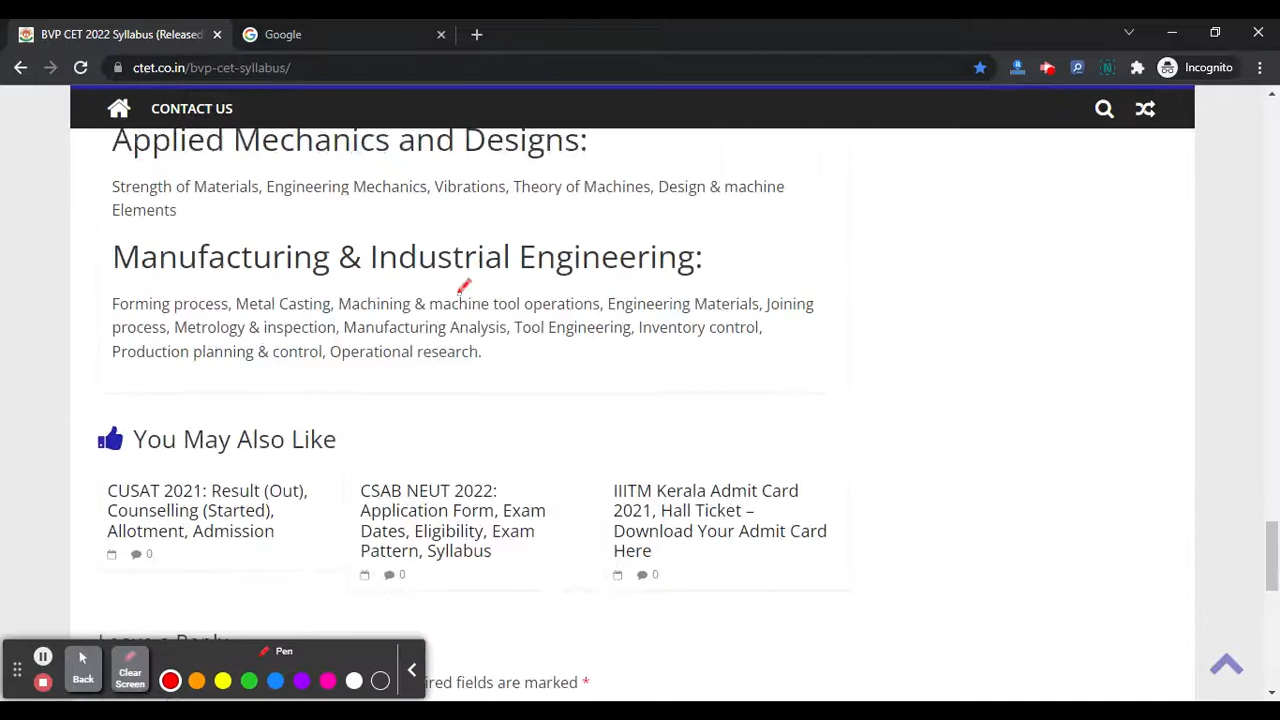 BVP CET 2022 Syllabus (Released
Google
ctet.co.in/bvp-cet-syllabus/
Incognito
CONTACT US
Applied Mechanics and Designs:
Strength of Materials, Engineering Mechanics, Vibrations, Theory of Machines, Design & machine
Elements
Manufacturing & Industrial Engineering:
Forming process, Metal Casting, Machining & machine tool operations, Engineering Materials, Joining
process, Metrology & inspection, Manufacturing Analysis, Tool Engineering, Inventory control,
Production planning & control, Operational research.
You May Also Like
CUSAT 2021: Result (Out),
Counselling (Started),
Allotment, Admission
0
CSAB NEUT 2022:
Application Form, Exam
Dates, Eligibility, Exam
Pattern, Syllabus
0
IIITM Kerala Admit Card
2021, Hall Ticket –
Download Your Admit Card
Here
0
Leave a Reply
ired fields are marked *
Pen
Back
Clear
Screen